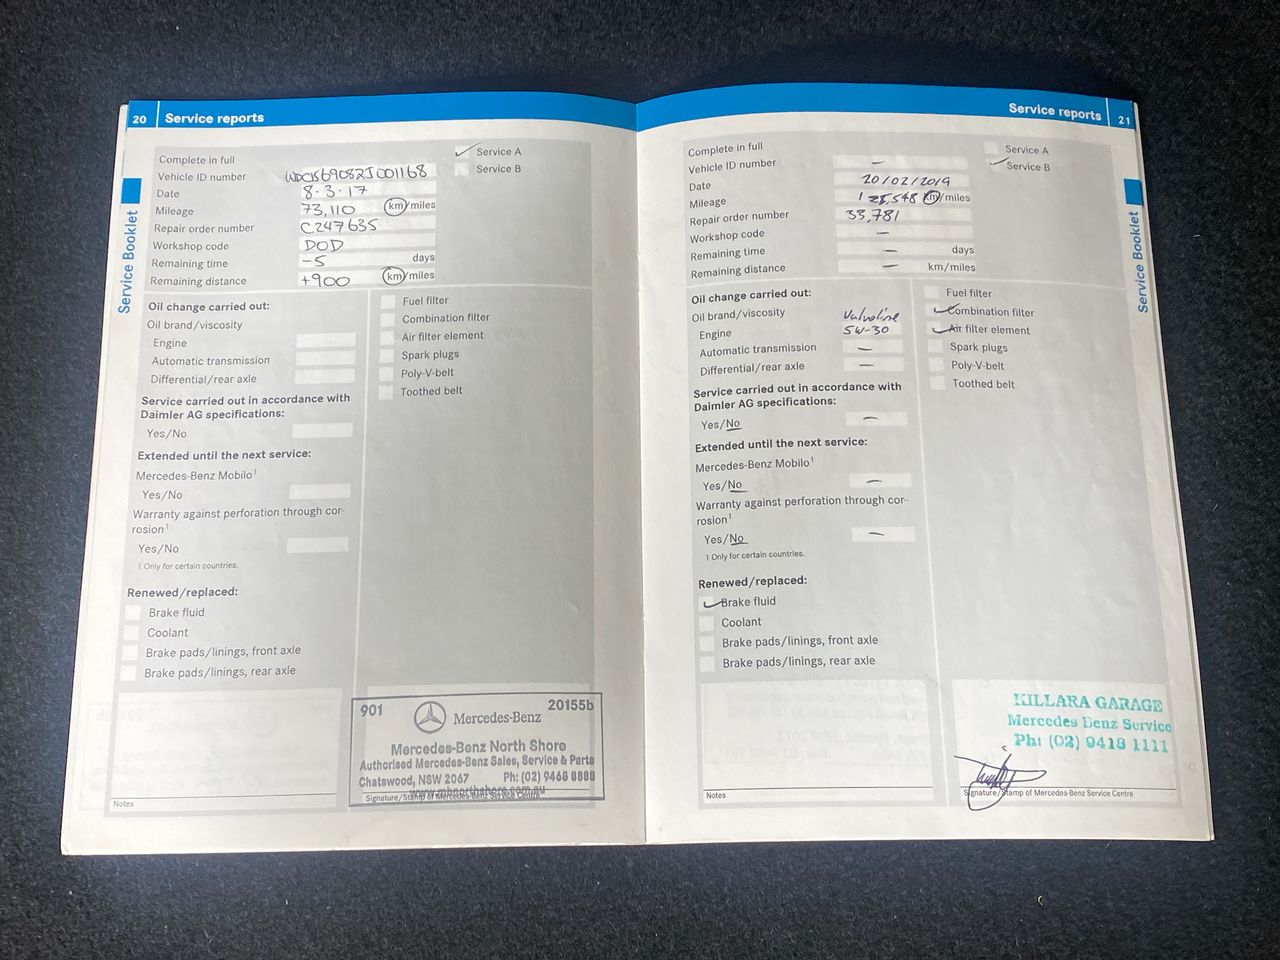 20 Service reports
Service Booklet
Complete in full
Service A
Service B
Vehicle ID number WDC1569082J001168
Date 8-3-17
Mileage 73,110 km/miles
Repair order number C247635
Workshop code DOD
Remaining time -5 days
Remaining distance +900 km/miles
Oil change carried out:
Oil brand/viscosity
Engine
Automatic transmission
Differential/rear axle
Service carried out in accordance with
Daimler AG specifications:
Yes/No
Extended until the next service:
Mercedes-Benz Mobilo1
Yes/No
Warranty against perforation through cor-
rosion1
Yes/No
1 Only for certain countries.
Renewed/replaced:
Brake fluid
Coolant
Brake pads/linings, front axle
Brake pads/linings, rear axle
Notes
Fuel filter
Combination filter
Air filter element
Spark plugs
Poly-V-belt
Toothed belt
901 20155b
Mercedes-Benz
Mercedes-Benz North Shore
Authorised Mercedes-Benz Sales, Service & Parts
Chatswood, NSW 2067 Ph: (02) 9468 8888
www.mbnorthshore.com.au
Signature/Stamp of Mercedes-Benz Service Centre
Service reports 21
Service Booklet
Complete in full
Service A
Service B
Vehicle ID number –
Date 20/02/2019
Mileage km/miles
Repair order number 33,781
Workshop code –
Remaining time – days
Remaining distance – km/miles
Oil change carried out:
Oil brand/viscosity Valvoline
Engine 5W-30
Automatic transmission –
Differential/rear axle –
Service carried out in accordance with
Daimler AG specifications:
Yes/No –
Extended until the next service:
Mercedes-Benz Mobilo1
Yes/No –
Warranty against perforation through cor-
rosion1
Yes/No –
1 Only for certain countries.
Renewed/replaced:
Brake fluid
Coolant
Brake pads/linings, front axle
Brake pads/linings, rear axle
Notes
Fuel filter
Combination filter
Air filter element
Spark plugs
Poly-V-belt
Toothed belt
KILLARA GARAGE
Mercedes Benz Service
Ph: (02) 9418 1111
Signature/Stamp of Mercedes-Benz Service Centre